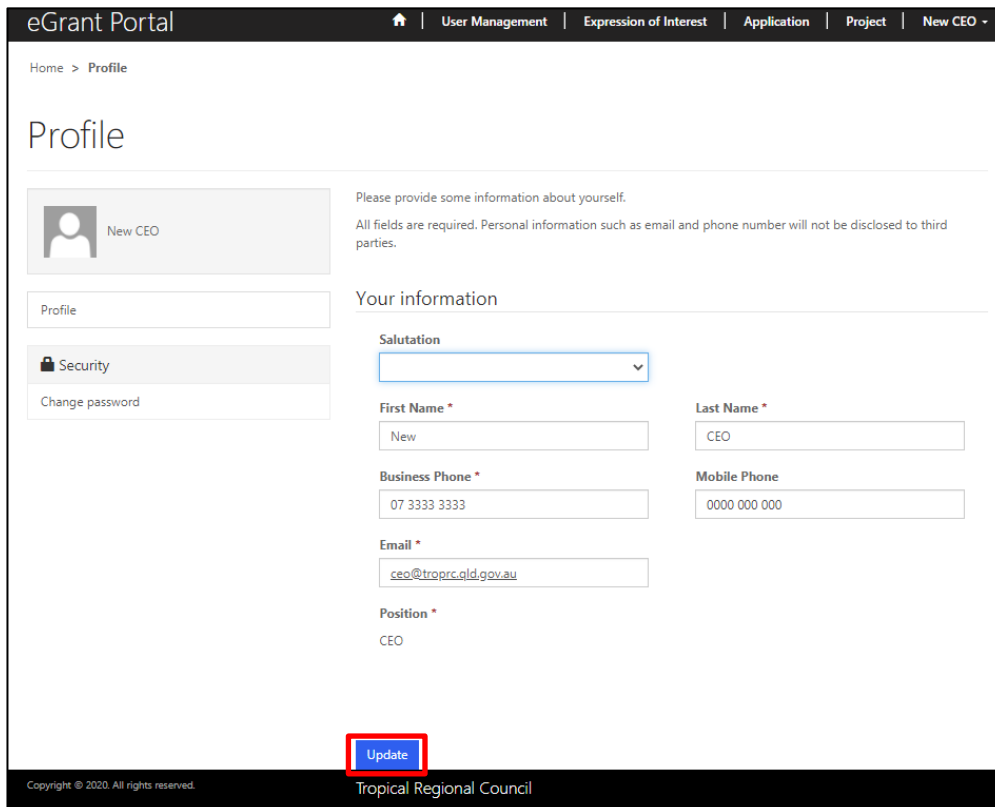 eGrant Portal
User Management | Expression of Interest | Application | Project | New CEO
Home > Profile
Profile
New CEO
Profile
Security
Change password
Please provide some information about yourself.
All fields are required. Personal information such as email and phone number will not be disclosed to third
parties.
Your information
Salutation
First Name *
Last Name *
New
CEO
Business Phone *
Mobile Phone
07 3333 3333
0000 000 000
Email *
ceo@troprc.qld.gov.au
Position *
CEO
Update
Copyright © 2020. All rights reserved.
Tropical Regional Council